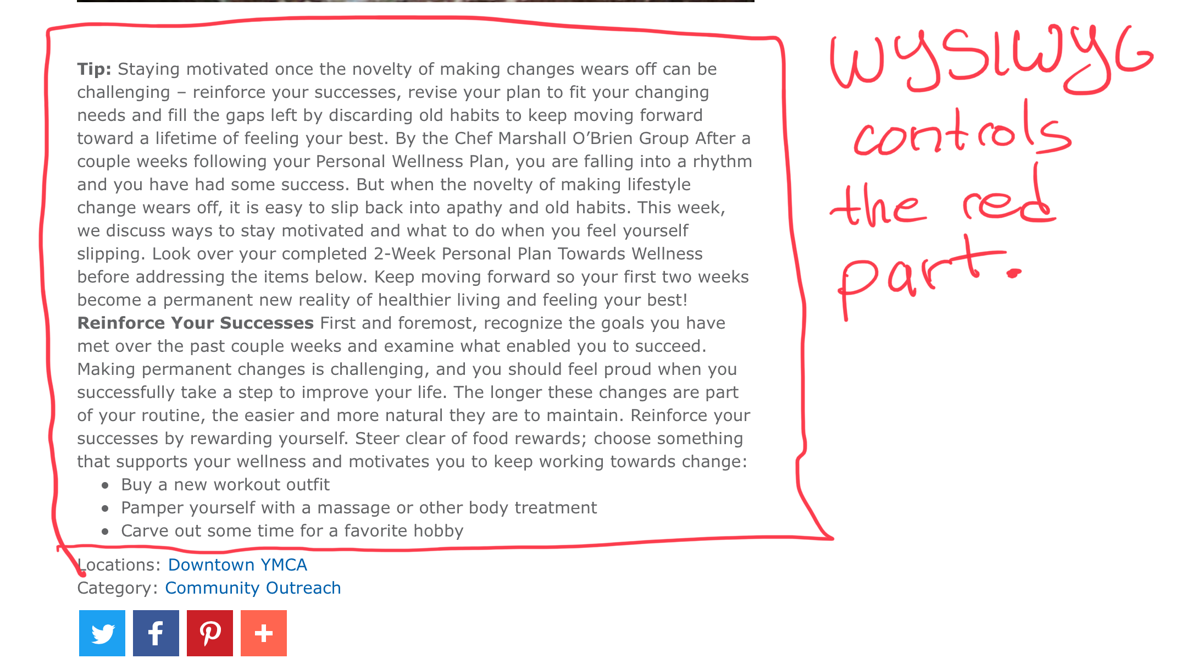 Tip: Staying motivated once the novelty of making changes wears off can be
challenging – reinforce your successes, revise your plan to fit your changing
needs and fill the gaps left by discarding old habits to keep moving forward
toward a lifetime of feeling your best. By the Chef Marshall O’Brien Group After a
couple weeks following your Personal Wellness Plan, you are falling into a rhythm
and you have had some success. But when the novelty of making lifestyle
change wears off, it is easy to slip back into apathy and old habits. This week,
we discuss ways to stay motivated and what to do when you feel yourself
slipping. Look over your completed 2-Week Personal Plan Towards Wellness
before addressing the items below. Keep moving forward so your first two weeks
become a permanent new reality of healthier living and feeling your best!
Reinforce Your Successes First and foremost, recognize the goals you have
met over the past couple weeks and examine what enabled you to succeed.
Making permanent changes is challenging, and you should feel proud when you
successfully take a step to improve your life. The longer these changes are part
of your routine, the easier and more natural they are to maintain. Reinforce your
successes by rewarding yourself. Steer clear of food rewards; choose something
that supports your wellness and motivates you to keep working towards change:
• Buy a new workout outfit
• Pamper yourself with a massage or other body treatment
• Carve out some time for a favorite hobby
Locations: Downtown YMCA
Category: Community Outreach
WYSIWYG
controls
the red
part.